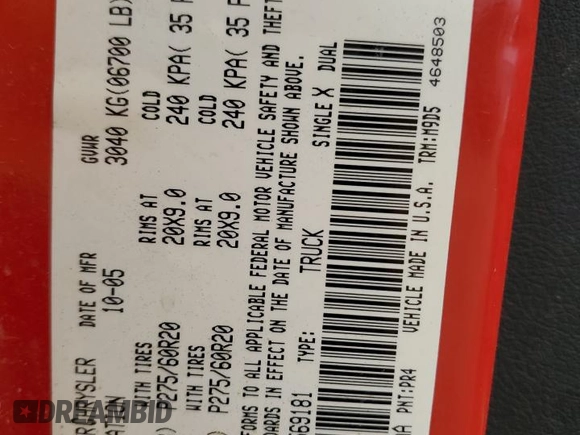 RCHRYSLER DATE OF MFR GVWR
ATION 10-05 3040 KG(06700 LB)
WITH TIRES RIMS AT COLD
P275/60R20 20X9.0 240 KPA( 35 P
WITH TIRES RIMS AT COLD
P275/60R20 20X9.0 240 KPA( 35 P
FORMS TO ALL APPLICABLE FEDERAL MOTOR VEHICLE SAFETY AND THEFT
DARDS IN EFFECT ON THE DATE OF MANUFACTURE SHOWN ABOVE.
569181 TYPE: TRUCK SINGLE X DUAL
A PNT:PR4 VEHICLE MADE IN U.S.A. TRM:M9D5
4648503
DREAMBID